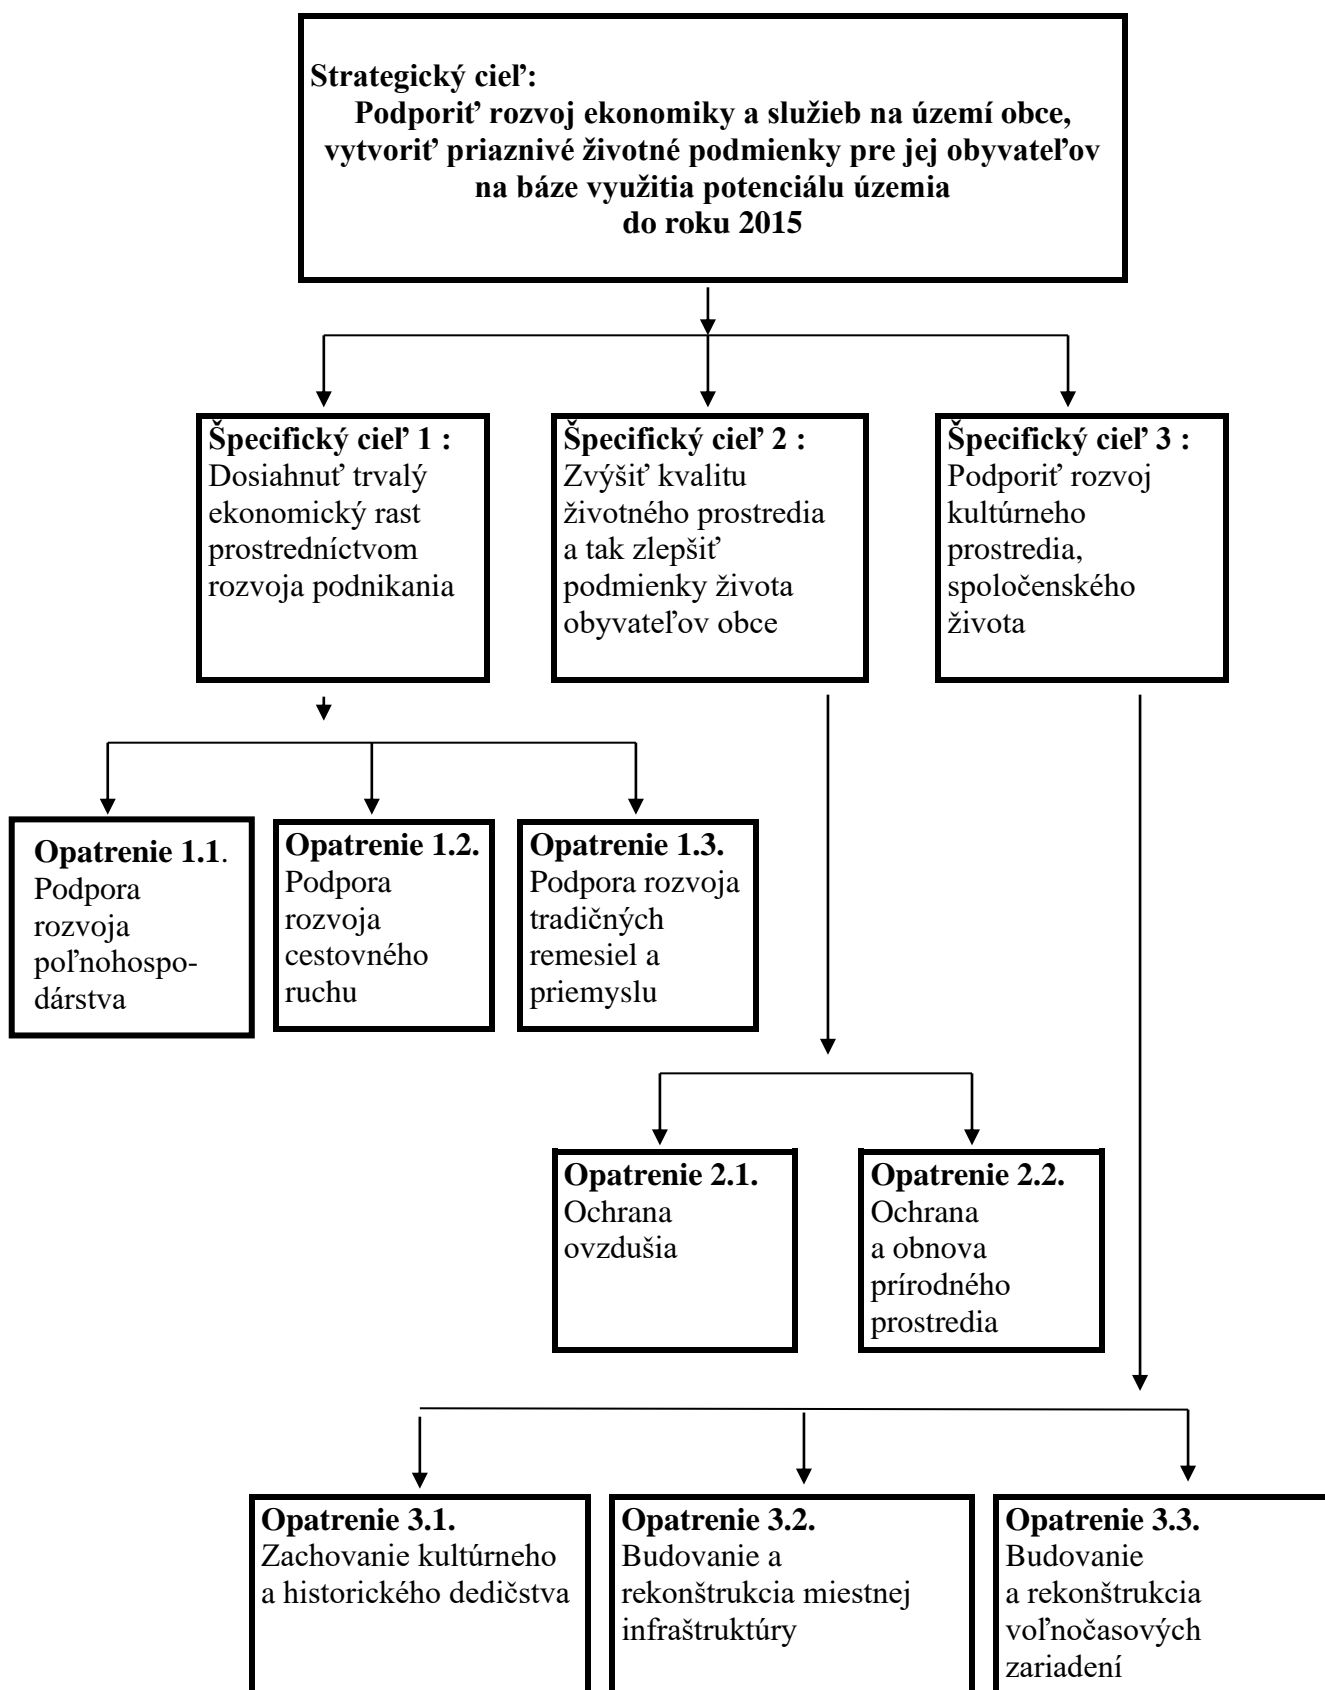 Strategický cieľ:
Podporiť rozvoj ekonomiky a služieb na území obce,
vytvoriť priaznivé životné podmienky pre jej obyvateľov
na báze využitia potenciálu územia
do roku 2015
Špecifický cieľ 1 :
Dosiahnuť trvalý
ekonomický rast
prostredníctvom
rozvoja podnikania
Špecifický cieľ 2 :
Zvýšiť kvalitu
životného prostredia
a tak zlepšiť
podmienky života
obyvateľov obce
Špecifický cieľ 3 :
Podporiť rozvoj
kultúrneho
prostredia,
spoločenského
života
Opatrenie 1.1.
Podpora
rozvoja
poľnohospo-
dárstva
Opatrenie 1.2.
Podpora
rozvoja
cestovného
ruchu
Opatrenie 1.3.
Podpora rozvoja
tradičných
remesiel a
priemyslu
Opatrenie 2.1.
Ochrana
ovzdušia
Opatrenie 2.2.
Ochrana
a obnova
prírodného
prostredia
Opatrenie 3.1.
Zachovanie kultúrneho
a historického dedičstva
Opatrenie 3.2.
Budovanie a
rekonštrukcia miestnej
infraštruktúry
Opatrenie 3.3.
Budovanie
a rekonštrukcia
voľnočasových
zariadení